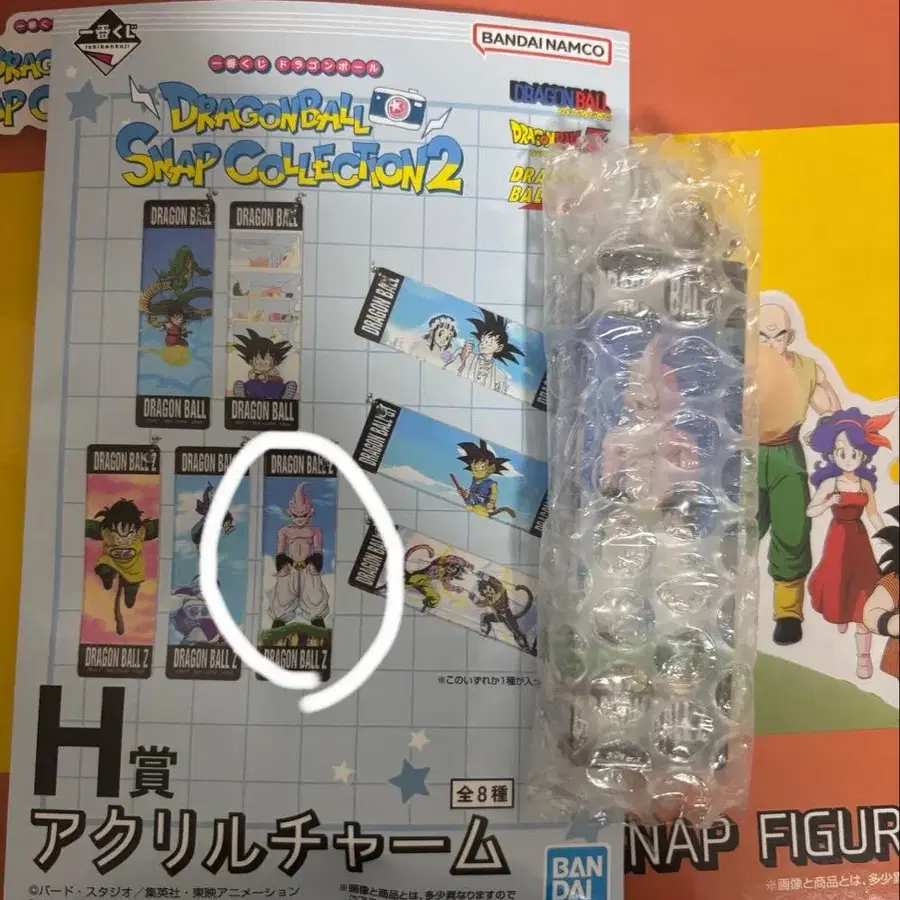 一番くじ
ichibankuji
BANDAI NAMCO
一番くじ ドラゴンボール
DRAGONBALL
SNAP COLLECTION2
DRAGONBALL
DRAGON BALL
DRAGON BALL
DRAGON BALL
DRAGON BALL
DRAGON BALL
DRAGON BALL
DRAGON BALL Z
DRAGON BALL Z
DRAGON BALL Z
DRAGON BALL Z
DRAGON BALL Z
DRAGON BALL Z
BALL Z
※このいずれか1種が入っ
H賞
全8種
アクリルチャーム
©バード・スタジオ/集英社・東映アニメーション
※画像と商品とは、多少異なりますので
BAN
DAI
SNAP FIGUR
※画像と商品とは、多少異